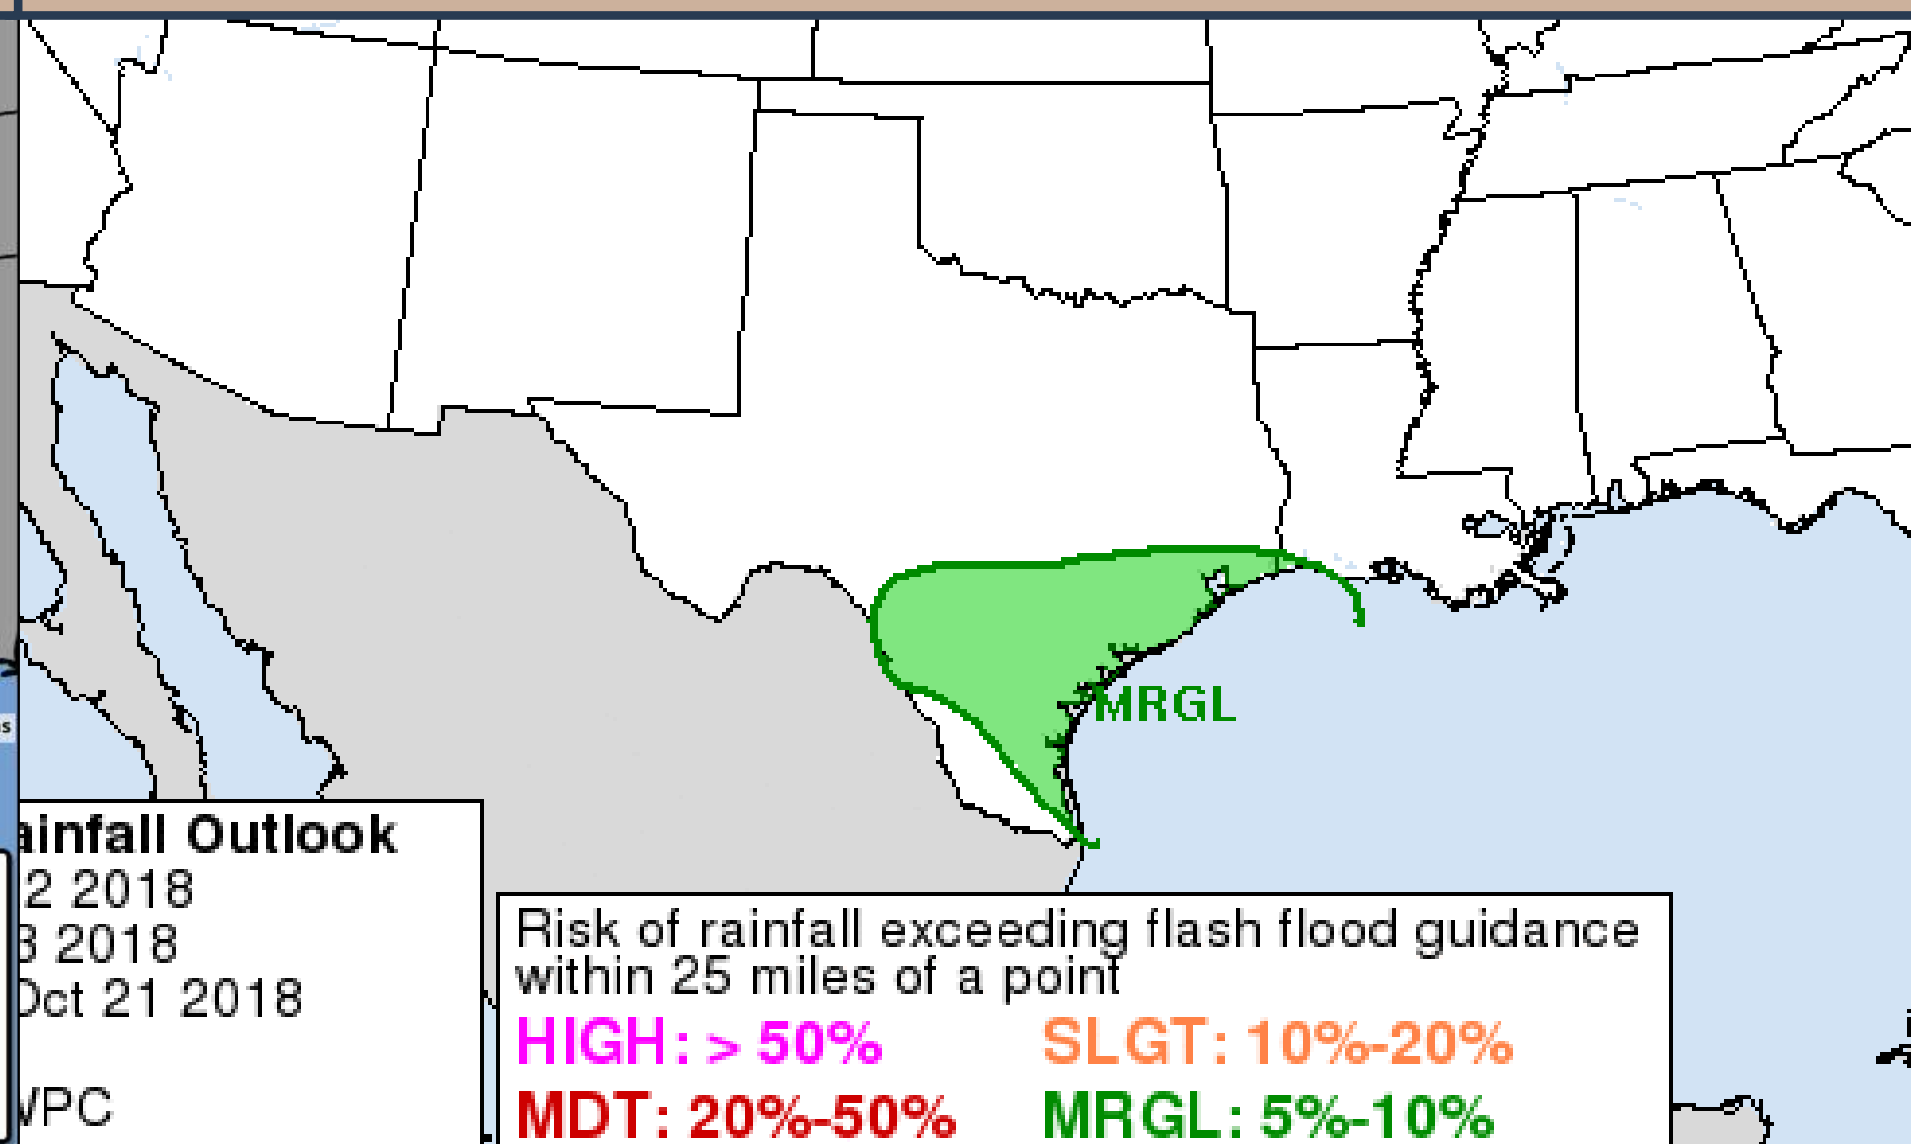 MRGL
ainfall Outlook
2 2018
3 2018
Oct 21 2018
WPC
Risk of rainfall exceeding flash flood guidance
within 25 miles of a point
HIGH: > 50%
SLGT: 10%-20%
MDT: 20%-50%
MRGL: 5%-10%